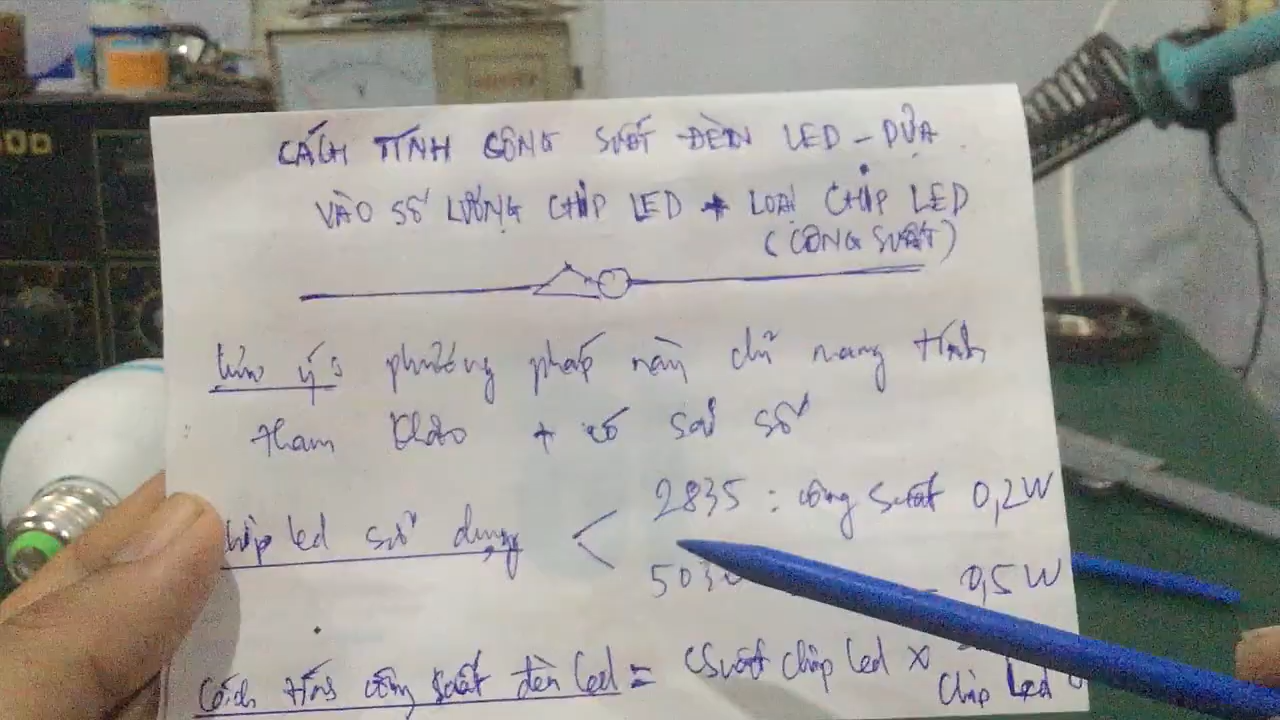 CÁCH TÍNH CÔNG SUẤT ĐÈN LED - DỰA
VÀO SỐ LƯỢNG CHIP LED + LOẠI CHIP LED
(CÔNG SUẤT)
Lưu ý: phương pháp này chỉ mang tính
tham khảo + có sai số
chip led sử dụng < 2835 : công suất 0,2W
0,5W
Cách tính công suất đèn led = Csuất chip led x
chip led